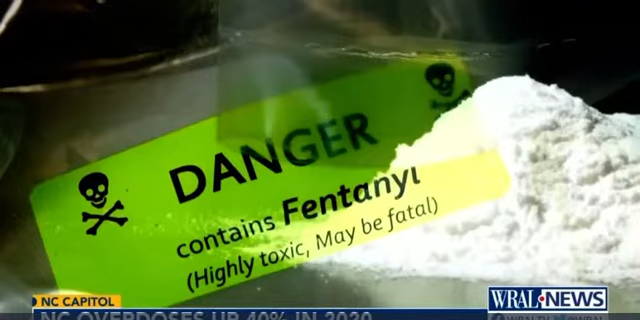 DANGER
contains Fentanyl
(Highly toxic, May be fatal)
NC CAPITOL
WRAL NEWS
NC OVERDOSES UP 40% IN 2020